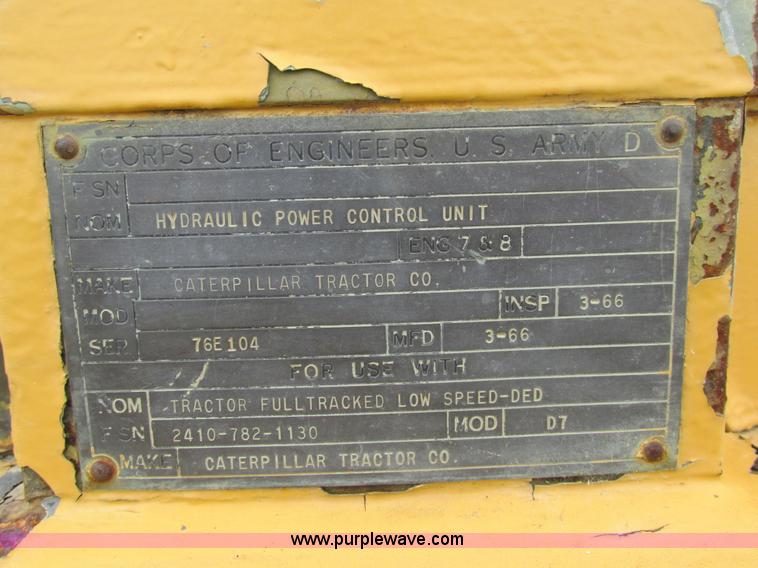 CORPS OF ENGINEERS, U. S. ARMY D
FSN
NOM HYDRAULIC POWER CONTROL UNIT
ENG 7 & 8
MAKE CATERPILLAR TRACTOR CO.
MOD INSP 3-66
SER 76E104 MFD 3-66
FOR USE WITH
NOM TRACTOR FULLTRACKED LOW SPEED-DED
FSN 2410-782-1130 MOD D7
MAKE CATERPILLAR TRACTOR CO.
www.purplewave.com